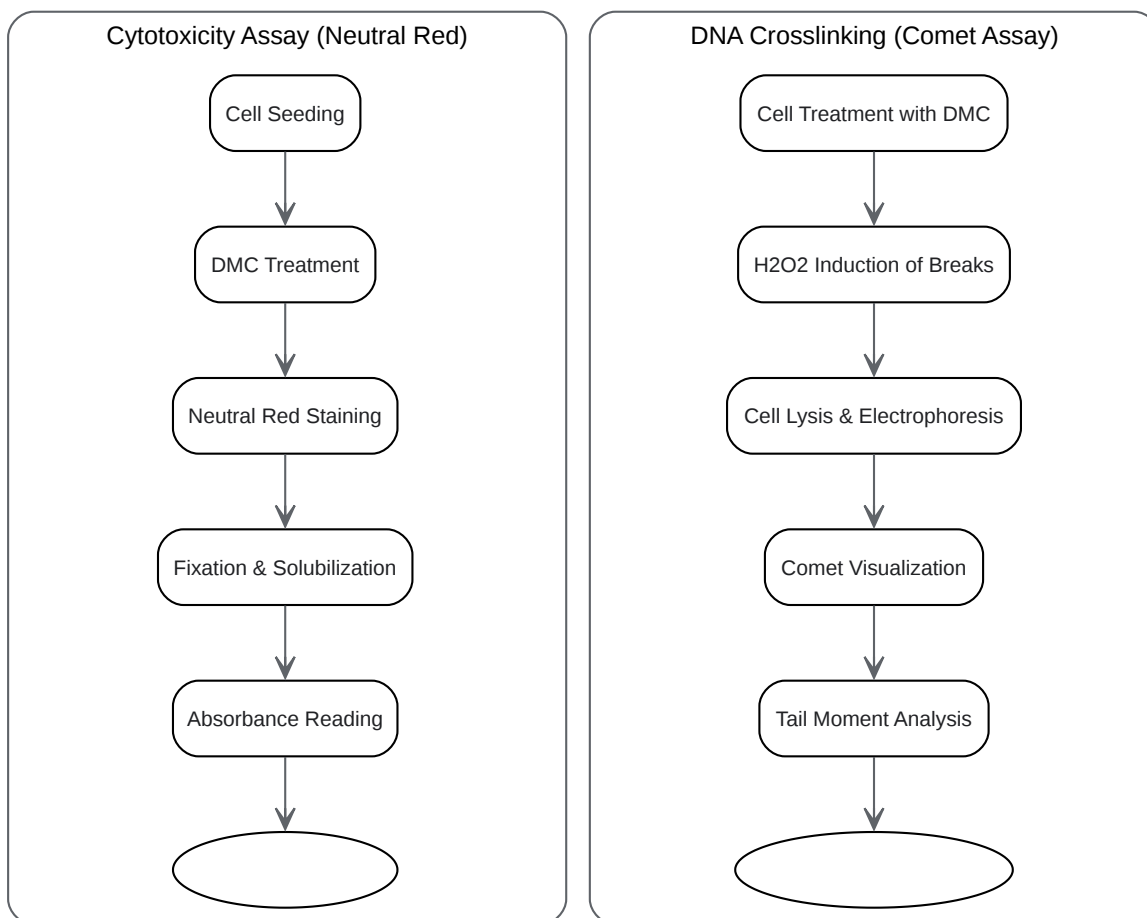 Cytotoxicity Assay (Neutral Red)
Cell Seeding
DMC Treatment
Neutral Red Staining
Fixation & Solubilization
Absorbance Reading
DNA Crosslinking (Comet Assay)
Cell Treatment with DMC
H2O2 Induction of Breaks
Cell Lysis & Electrophoresis
Comet Visualization
Tail Moment Analysis